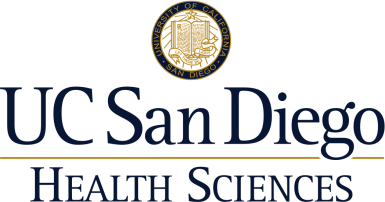 UNIVERSITY OF CALIFORNIA
SAN DIEGO
UC San Diego
HEALTH SCIENCES